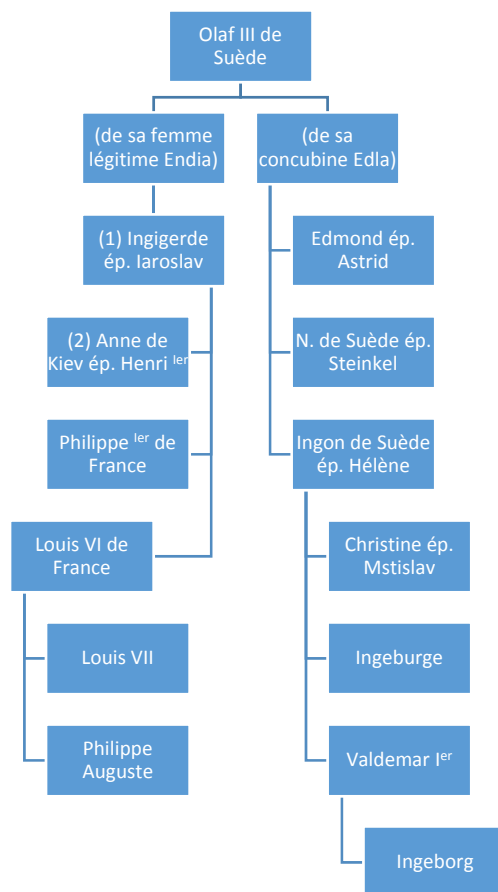 Olaf III de
Suède
(de sa femme
légitime Endia)
(de sa
concubine Edla)
(1) Ingigerde
ép. Iaroslav
Edmond ép.
Astrid
(2) Anne de
Kiev ép. Henri Ier
N. de Suède ép.
Steinkel
Philippe Ier de
France
Ingon de Suède
ép. Hélène
Louis VI de
France
Christine ép.
Mstislav
Louis VII
Ingeburge
Philippe
Auguste
Valdemar Ier
Ingeborg